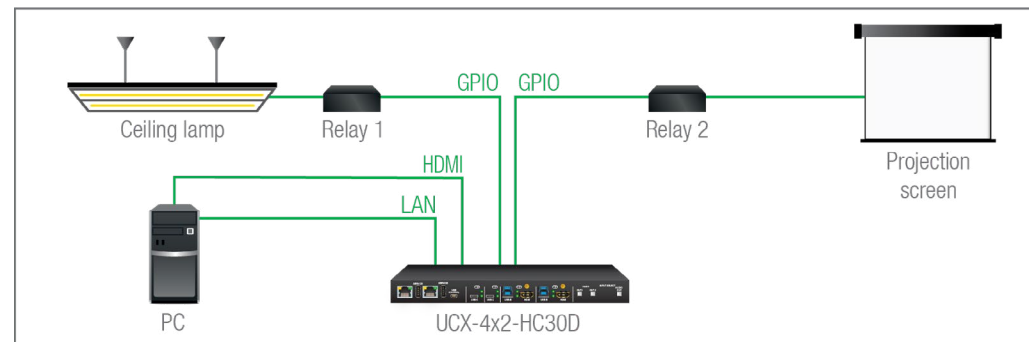 GPIO GPIO
Ceiling lamp
Relay 1
Relay 2
HDMI
Projection
screen
LAN
PC
UCX-4x2-HC30D